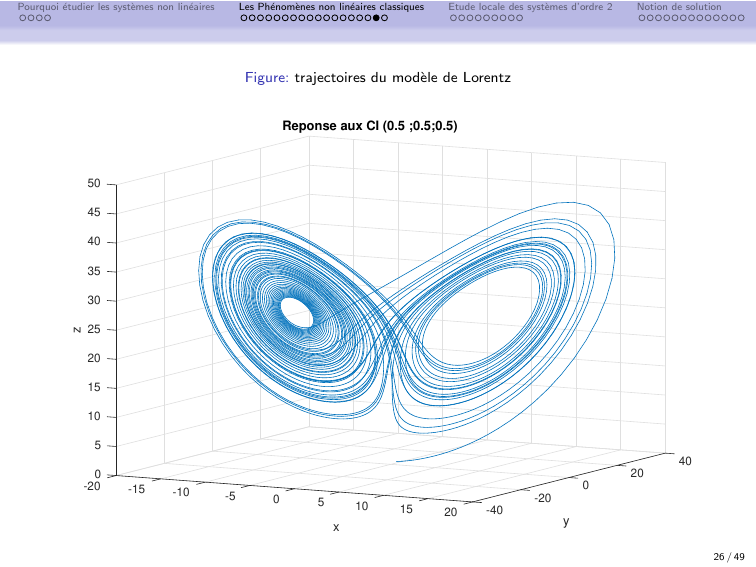 Pourquoi étudier les systèmes non linéaires Les Phénomènes non linéaires classiques Etude locale des systèmes d'ordre 2 Notion de solution
Figure: trajectoires du modèle de Lorentz
Reponse aux CI (0.5 ;0.5;0.5)
50
45
40
35
30
25
20
15
10
5
0
z
-20 -15 -10 -5 0 5 10 15 20
x
-40 -20 0 20 40
y
26 / 49